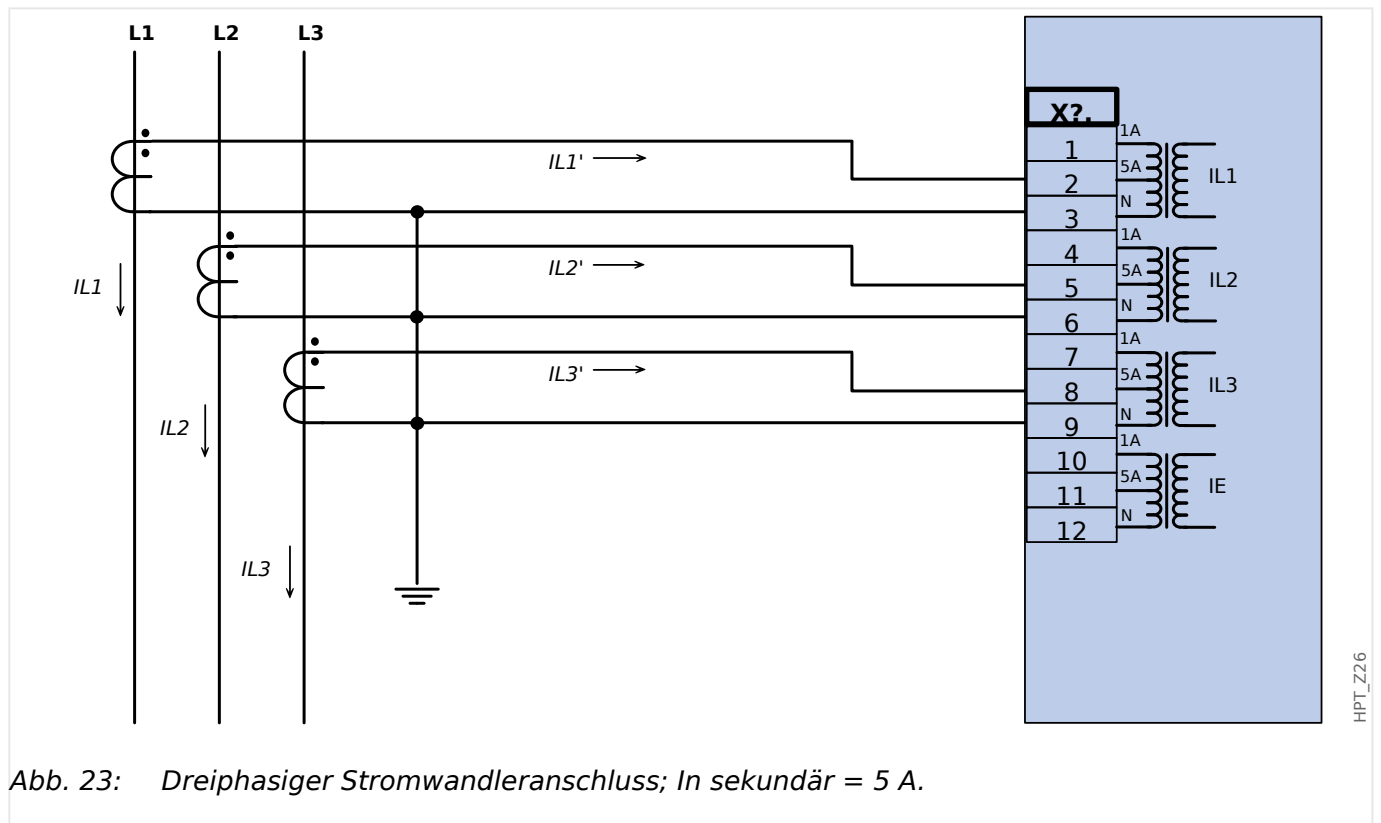 L1 L2 L3
X?.
1A
1
IL1'
5A
IL1
2
N
3
1A
4
IL2'
5A
IL2
IL1
5
N
6
1A
7
IL3'
5A
IL3
8
N
9
IL2
1A
10
5A
IE
11
N
12
IL3
HPT_Z26
Abb. 23: Dreiphasiger Stromwandleranschluss; In sekundär = 5 A.